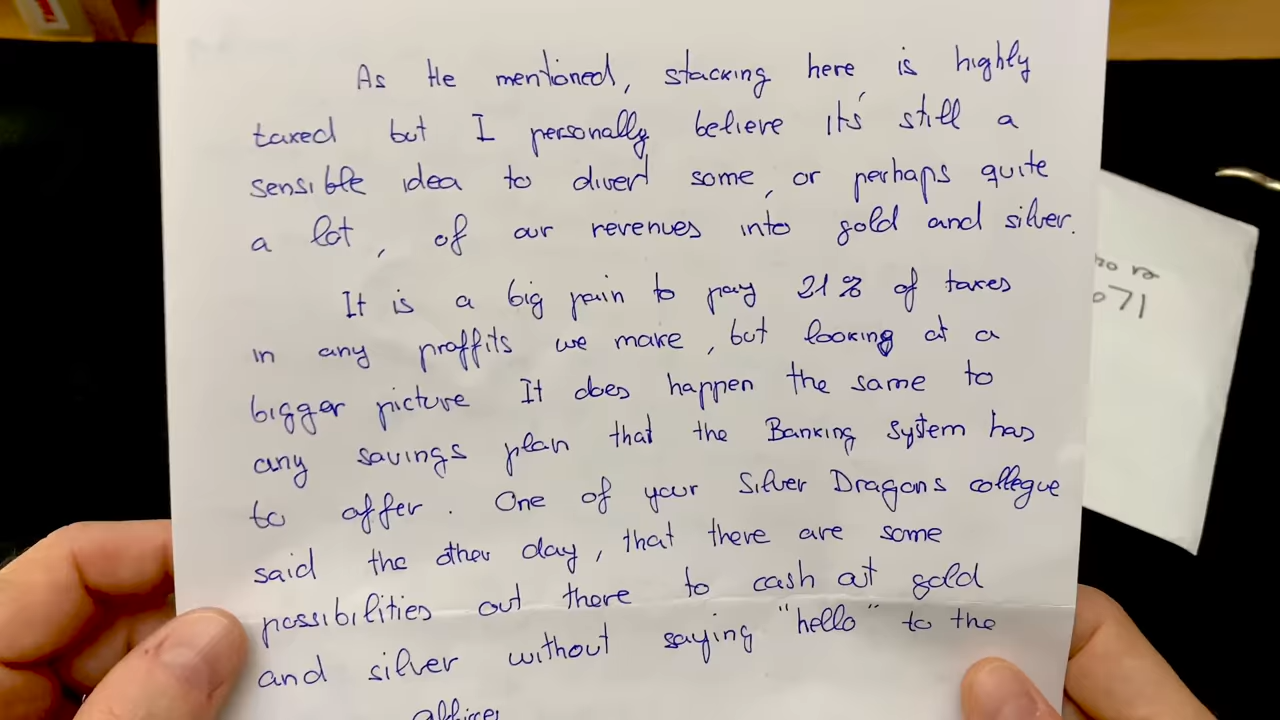 As He mentioned, stacking here is highly
taxed but I personally believe it's still a
sensible idea to divert some, or perhaps quite
a lot, of our revenues into gold and silver.
It is a big pain to pay 21% of taxes
in any proffits we make, but looking at a
bigger picture It does happen the same to
any savings plan that the Banking System has
to offer. One of your Silver Dragons collegue
said the other day, that there are some
possibilities out there to cash out gold
and silver without saying "hello" to the
071